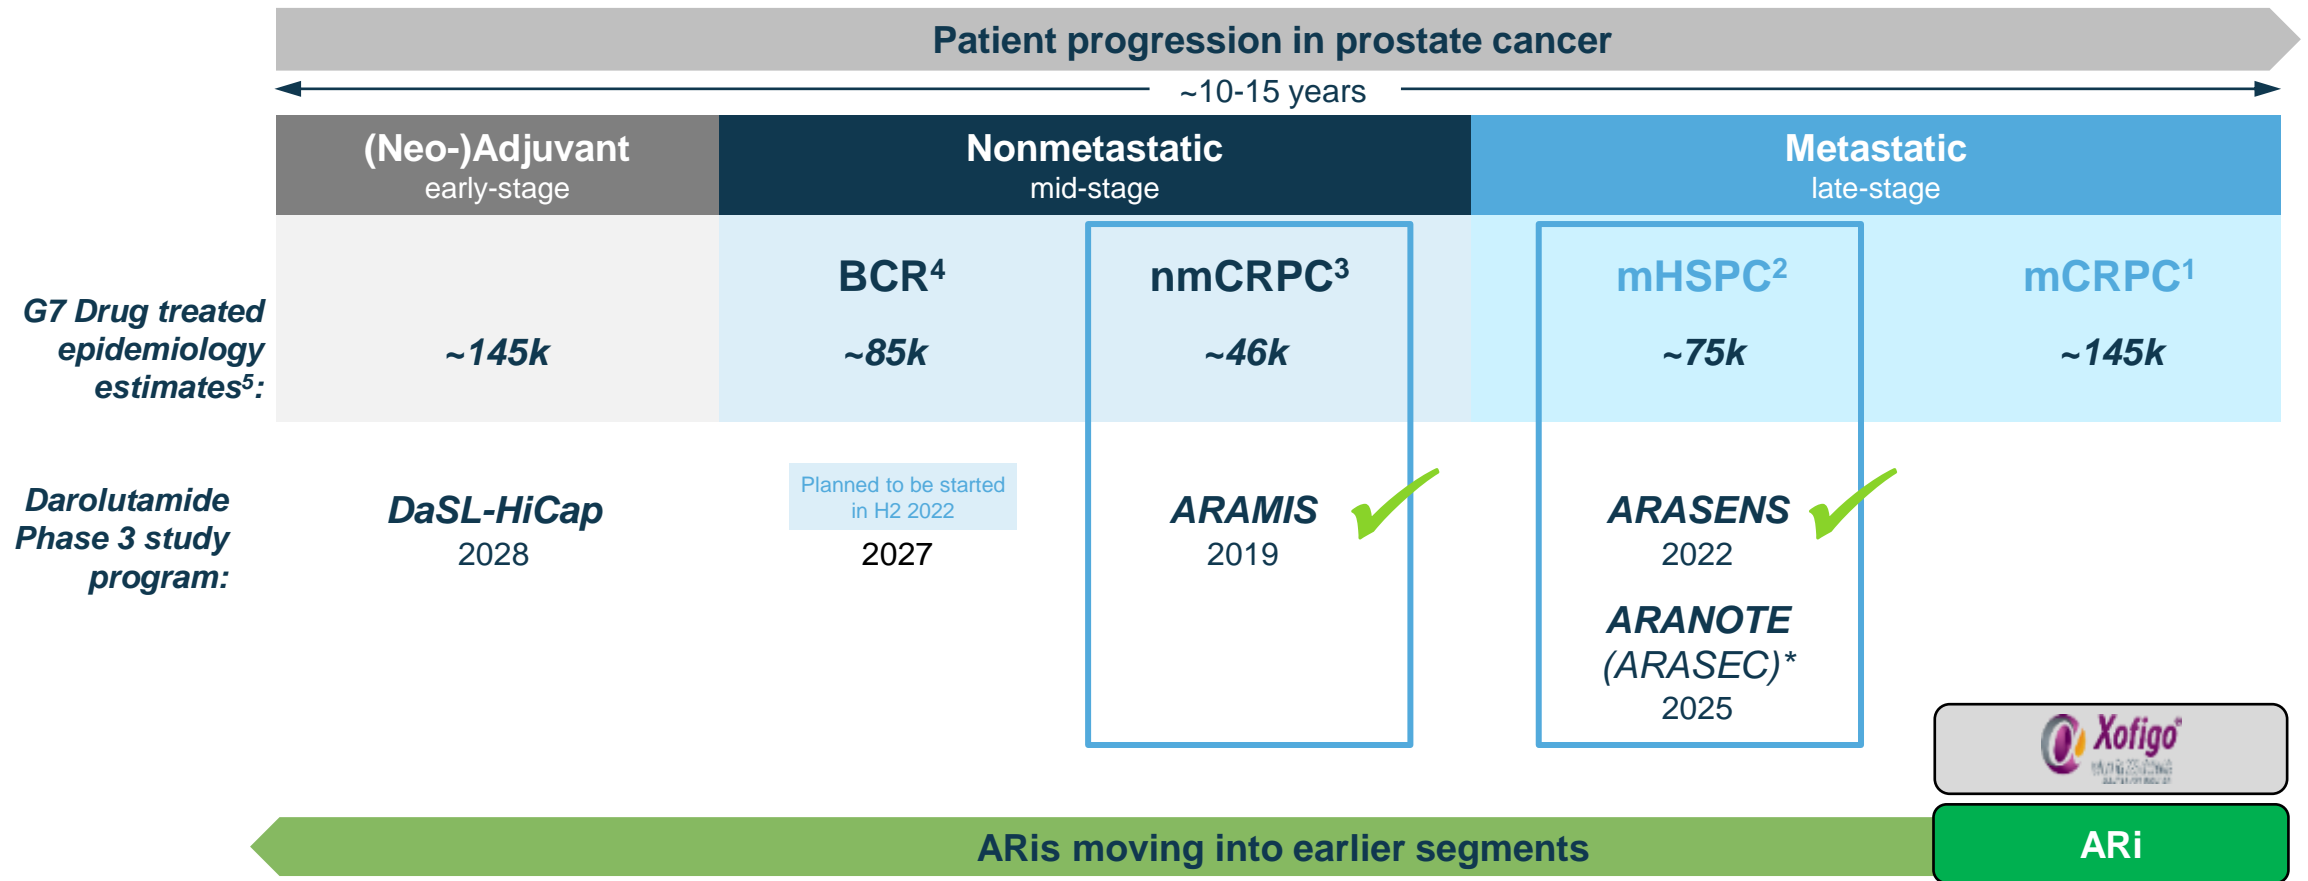 Patient progression in prostate cancer
~10-15 years
(Neo-)Adjuvant
early-stage
Nonmetastatic
mid-stage
Metastatic
late-stage
G7 Drug treated
epidemiology
estimates⁵:
~145k
BCR⁴
~85k
nmCRPC³
~46k
mHSPC²
~75k
mCRPC¹
~145k
Darolutamide
Phase 3 study
program:
DaSL-HiCap
2028
Planned to be started
in H2 2022
2027
ARAMIS
2019
ARASENS
2022
ARANOTE
(ARASEC)*
2025
Xofigo®
ARis moving into earlier segments
ARi